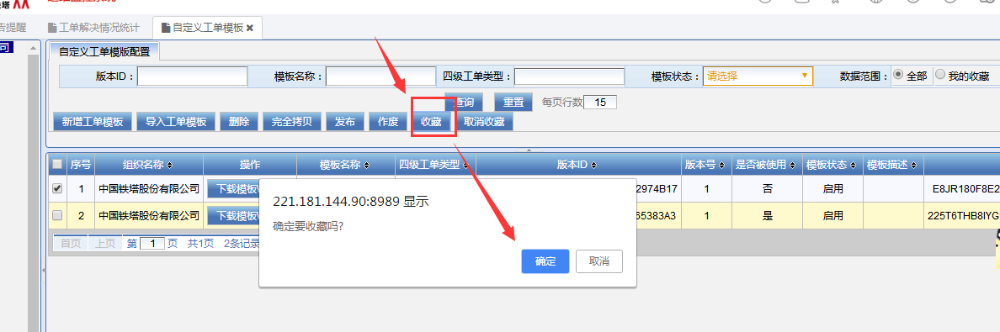 工单解决情况统计 自定义工单模板
自定义工单模版配置
版本ID： 模板名称： 四级工单类型： 模板状态： 请选择 数据范围： 全部 我的收藏
查询 重置 每页行数 15
新增工单模板 导入工单模板 删除 完全拷贝 发布 作废 收藏 取消收藏
序号 组织名称 操作 模板名称 四级工单类型 版本ID 版本号 是否被使用 模板状态 模板描述
1 中国铁塔股份有限公司 下载模板 2974B17 1 否 启用 E8JR180F8E2
2 中国铁塔股份有限公司 下载模板 65383A3 1 是 启用 225T6THB8IYG
首页 上页 第 1 页 共1页 2条记录
221.181.144.90:8989 显示
确定要收藏吗?
确定 取消